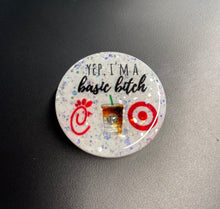 YEP, I'M A
basic bitch